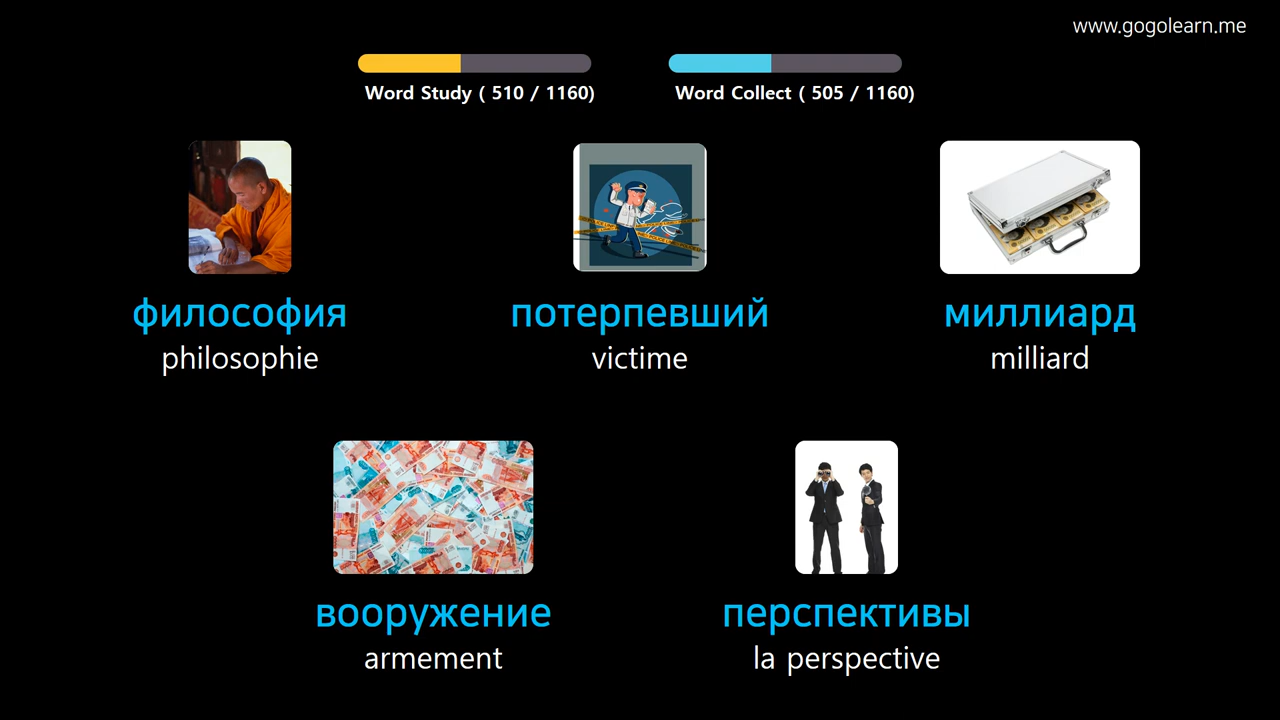 www.gogolearn.me
Word Study ( 510 / 1160)
Word Collect ( 505 / 1160)
философия
philosophie
потерпевший
victime
миллиард
milliard
вооружение
armement
перспективы
la perspective